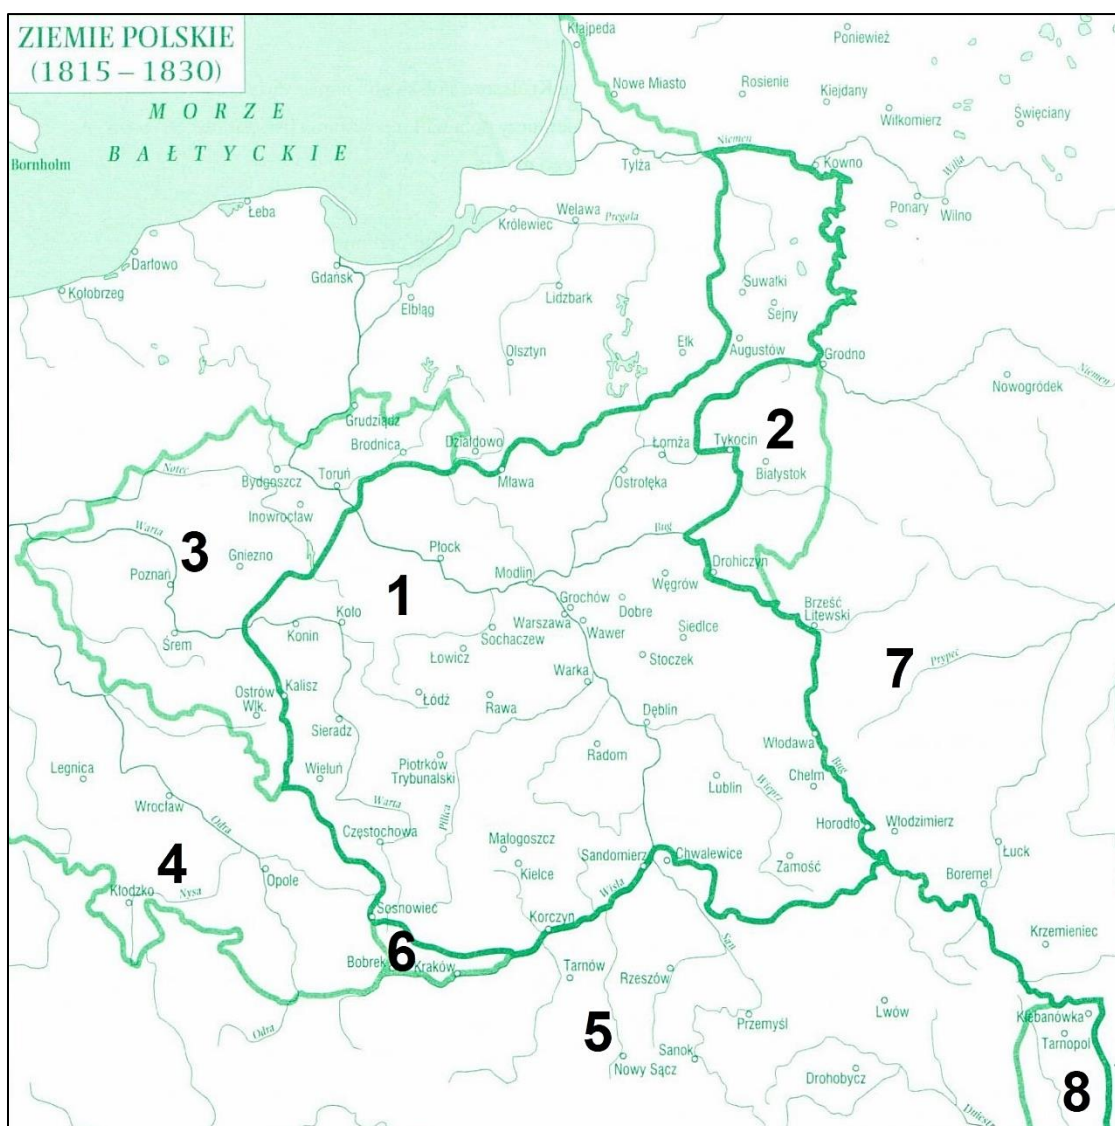 ZIEMIE POLSKIE
(1815 – 1830)
MORZE
BAŁTYCKIE
Bornholm
Kłajpeda
Poniewież
Nowe Miasto
Rosienie
Kiejdany
Wiłkomierz
Święciany
Niemen
Tylża
Kowno
Wilja
Ponary
Wilno
Łeba
Królewiec
Welawa
Pregała
Darłowo
Gdańsk
Kołobrzeg
Elbląg
Lidzbark
Suwałki
Sejny
Olsztyn
Ełk
Augustów
Grodno
Nowogródek
Niemen
Grudziądz
Brodnica
Działdowo
2
Łomża
Tykocin
Białystok
Noteć
Bydgoszcz
Toruń
Mława
Ostrołęka
Inowrocław
Warta
3
Gniezno
Poznań
Płock
Bug
Modlin
Drohiczyn
1
Węgrów
Grochów
Dobre
Brześć
Litewski
Warszawa
Wawer
Siedlce
Śrem
Konin
Koło
Sochaczew
Łowicz
Stoczek
7
Prypeć
Warka
Ostrów
Wlk.
Kalisz
Łódź
Rawa
Sieradz
Dęblin
Włodawa
Legnica
Wrocław
Wieluń
Piotrków
Trybunalski
Radom
Lublin
Wieprz
Chełm
Bug
Odra
Warta
Pilica
Częstochowa
Małogoszcz
Horodło
Włodzimierz
4
Kielce
Sandomierz
Chwalewice
Zamość
Łuck
Kłodzko
Nysa
Opole
Wisła
Boremel
Sosnowiec
Korczyn
6
Bobrek
Kraków
San
Krzemieniec
Tarnów
Rzeszów
Odra
5
Przemyśl
Lwów
Klebanówka
Tarnopol
Nowy Sącz
Sanok
Drohobycz
8
Dniestr